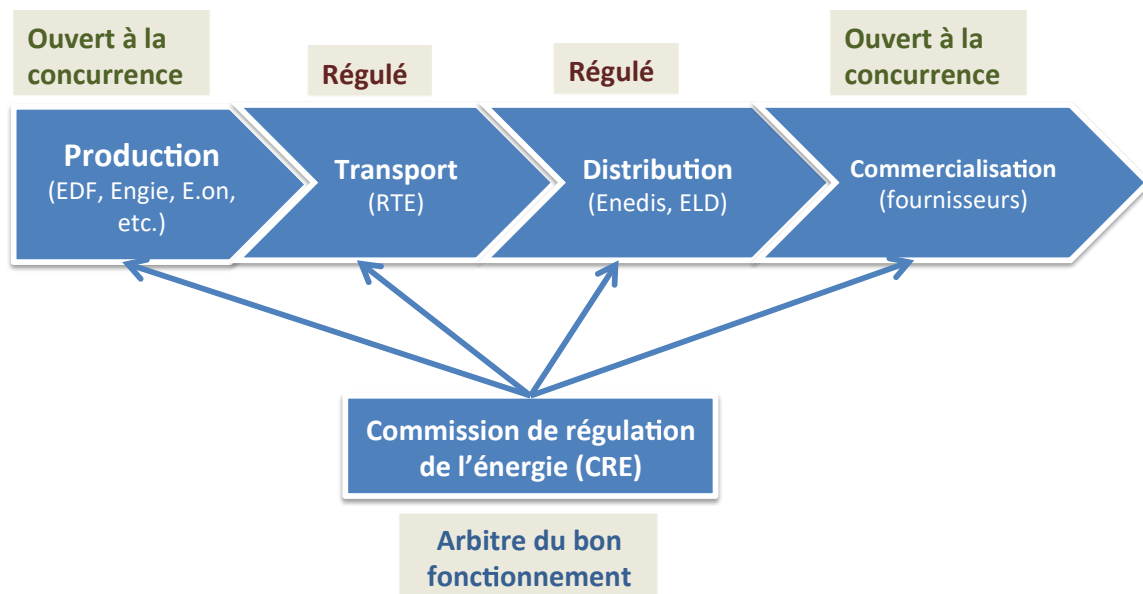 Ouvert à la
concurrence
Régulé
Régulé
Ouvert à la
concurrence
Production
(EDF, Engie, E.on,
etc.)
Transport
(RTE)
Distribution
(Enedis, ELD)
Commercialisation
(fournisseurs)
Commission de régulation
de l’énergie (CRE)
Arbitre du bon
fonctionnement